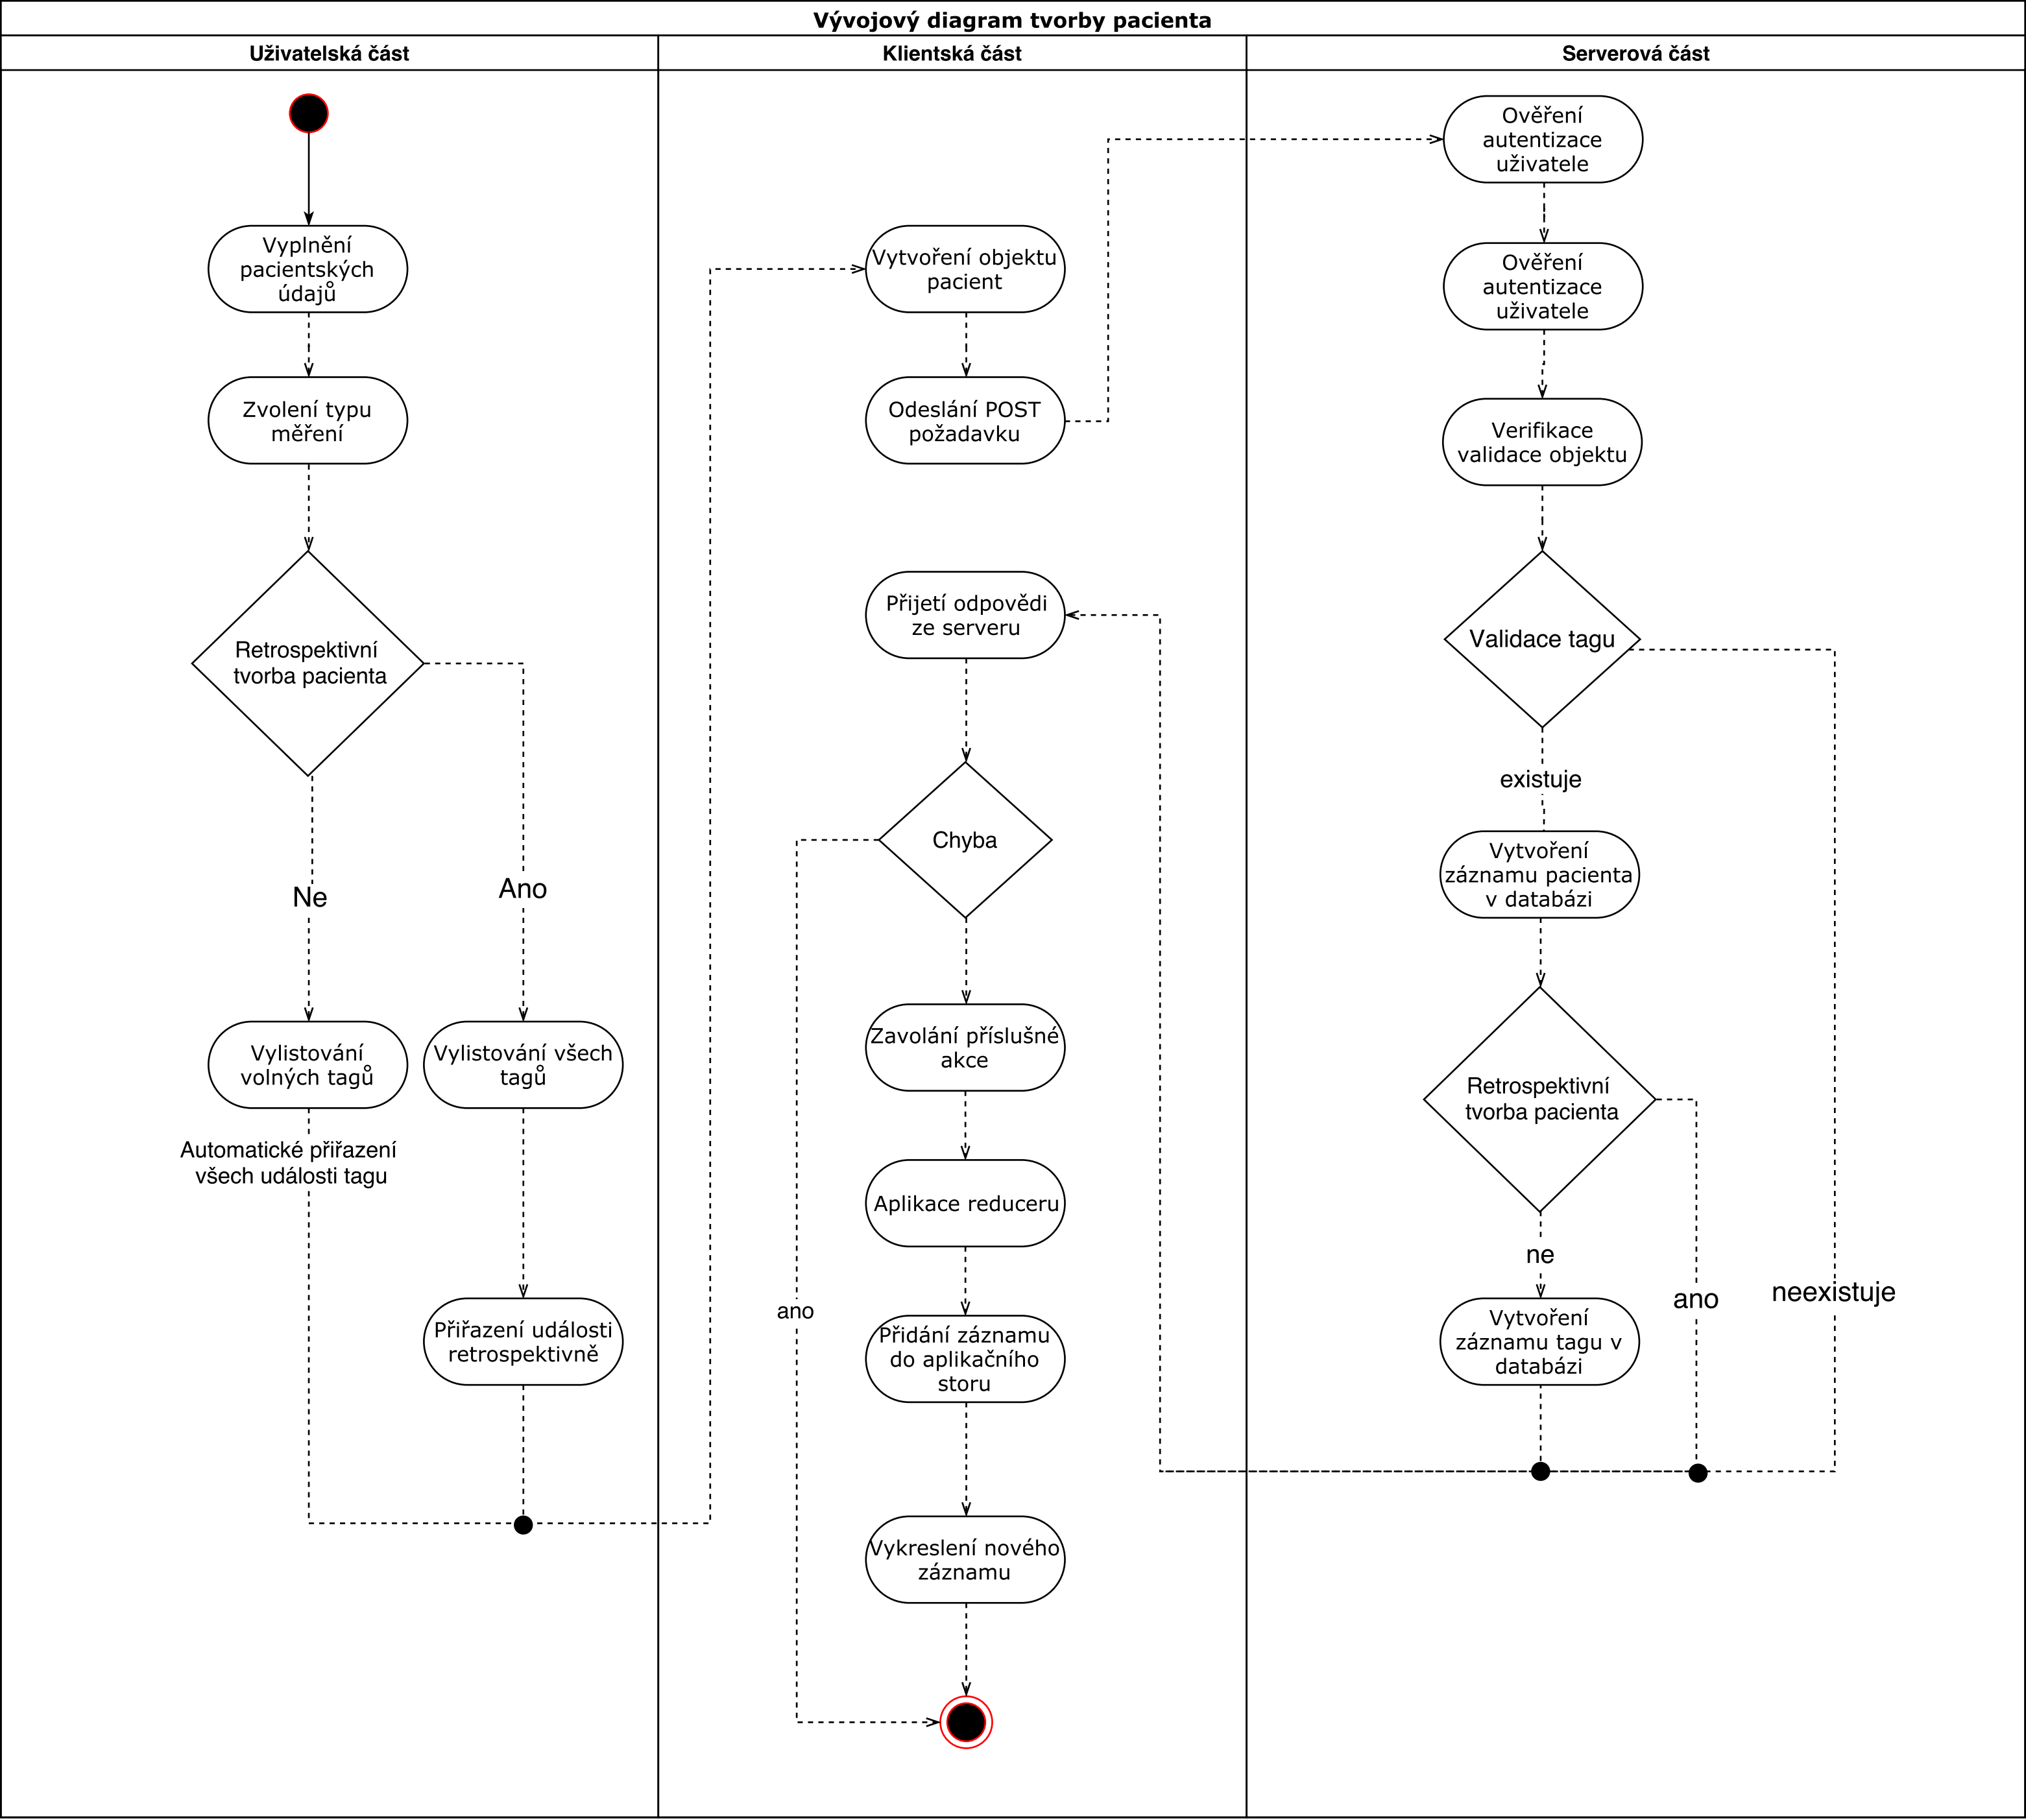 Vývojový diagram tvorby pacienta
Uživatelská část
Klientská část
Serverová část
Vyplnění
pacientských
údajů
Zvolení typu
měření
Retrospektivní
tvorba pacienta
Ne
Ano
Vylistování
volných tagů
Vylistování všech
tagů
Automatické přiřazení
všech události tagu
Přiřazení události
retrospektivně
Vytvoření objektu
pacient
Odeslání POST
požadavku
Přijetí odpovědi
ze serveru
Chyba
ano
Zavolání příslušné
akce
Aplikace reduceru
Přidání záznamu
do aplikačního
storu
Vykreslení nového
záznamu
Ověření
autentizace
uživatele
Ověření
autentizace
uživatele
Verifikace
validace objektu
Validace tagu
existuje
neexistuje
Vytvoření
záznamu pacienta
v databázi
Retrospektivní
tvorba pacienta
ne
ano
Vytvoření
záznamu tagu v
databázi